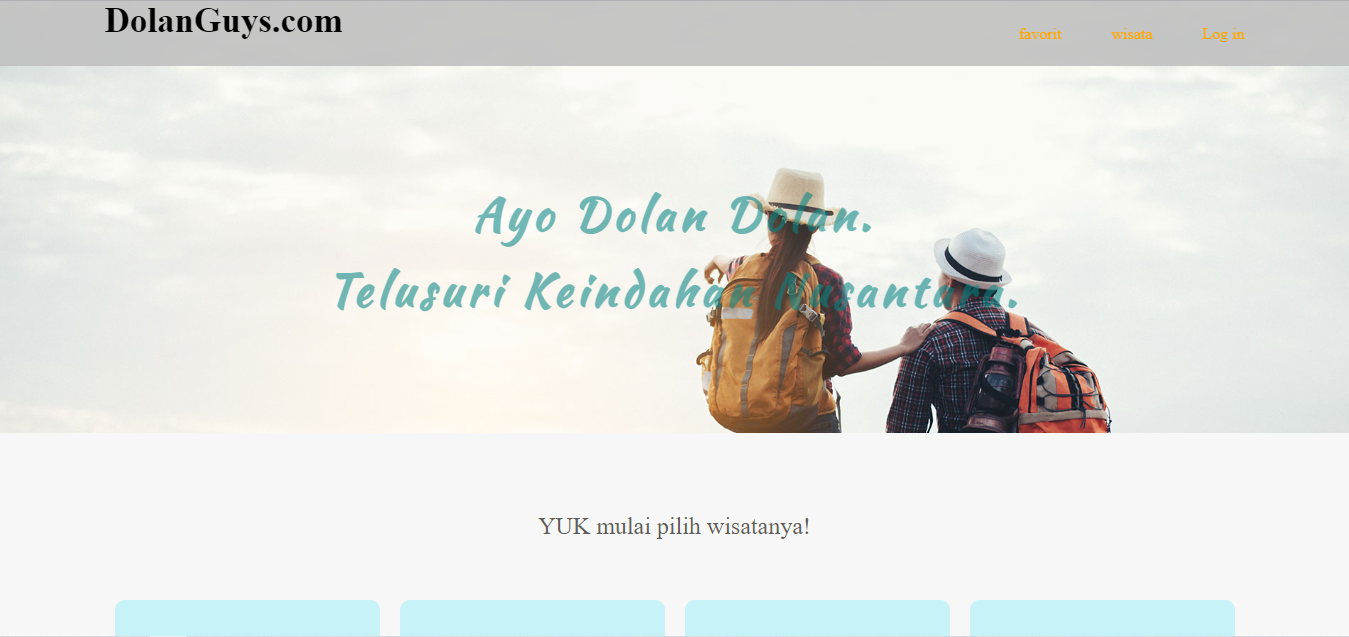 DolanGuys.com
favorit wisata Log in
Ayo Dolan Dolan.
Telusuri Keindahan Nusantara.
YUK mulai pilih wisatanya!